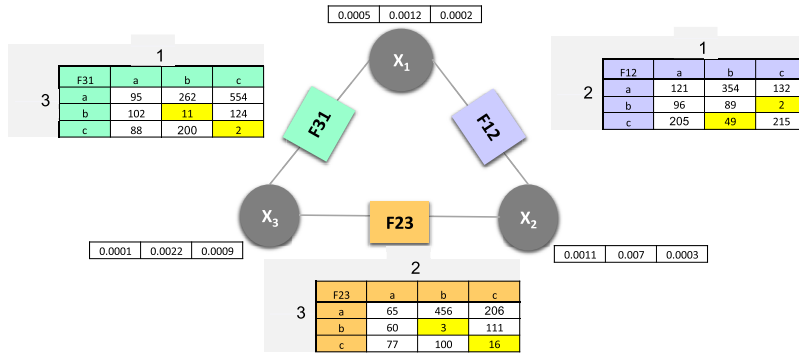 0.0005 0.0012 0.0002
X1
1
F31 a b c
3
a 95 262 554
b 102 11 124
c 88 200 2
1
F12 a b c
2
a 121 354 132
b 96 89 2
c 205 49 215
F31
F12
X3
F23
X2
0.0001 0.0022 0.0009
0.0011 0.007 0.0003
2
F23 a b c
3
a 65 456 206
b 60 3 111
c 77 100 16